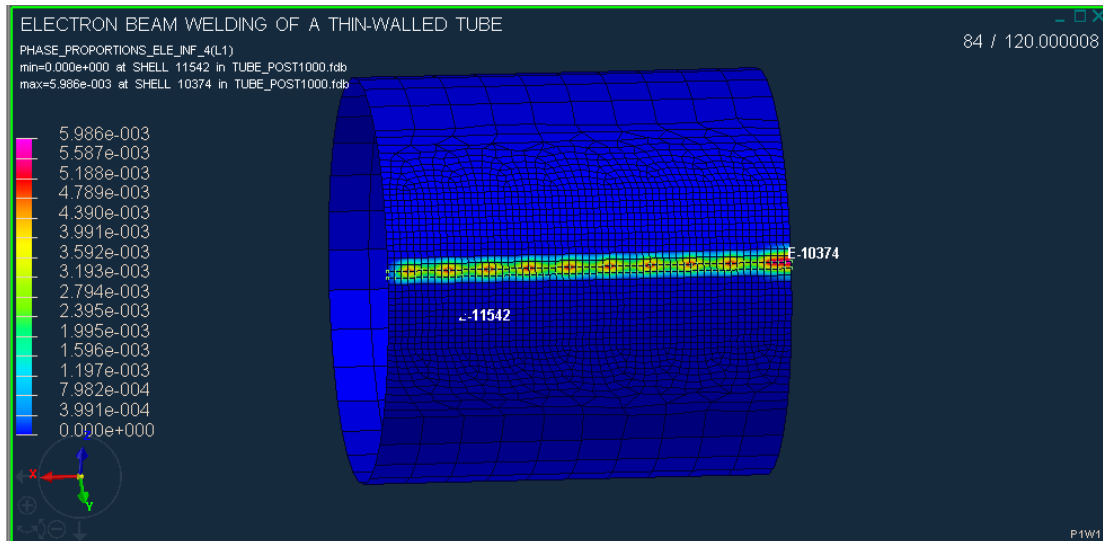 ELECTRON BEAM WELDING OF A THIN-WALLED TUBE
84 / 120.000008
PHASE_PROPORTIONS_ELE_INF_4(L1)
min=0.000e+000 at SHELL 11542 in TUBE_POST1000.fdb
max=5.986e-003 at SHELL 10374 in TUBE_POST1000.fdb
5.986e-003
5.587e-003
5.188e-003
4.789e-003
4.390e-003
3.991e-003
3.592e-003
3.193e-003
2.794e-003
2.395e-003
1.995e-003
1.596e-003
1.197e-003
7.982e-004
3.991e-004
0.000e+000
E-10374
-11542
X
Y
P1W1